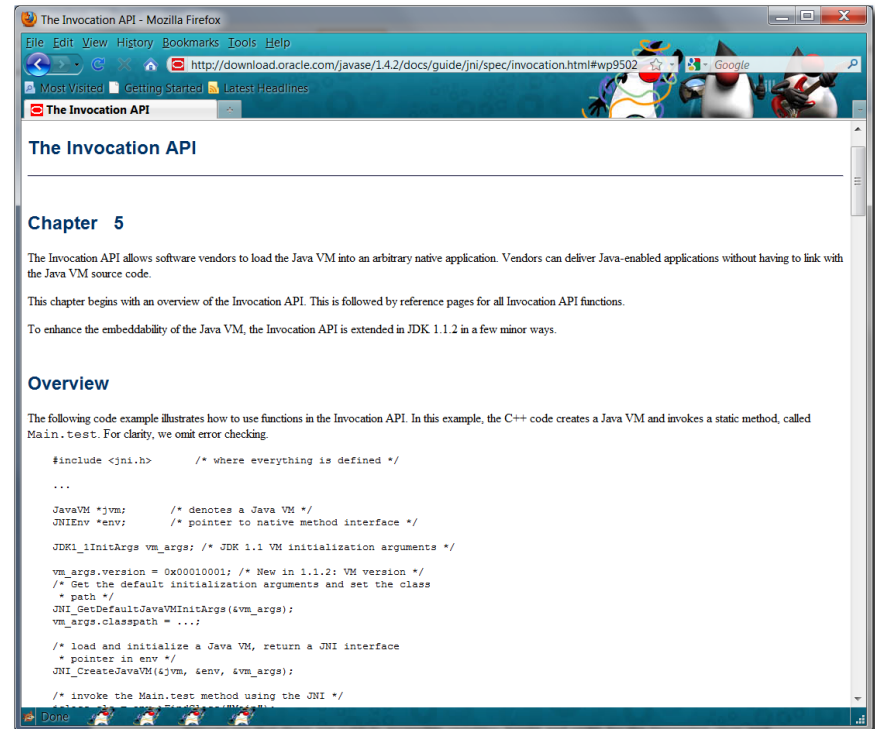 The Invocation API - Mozilla Firefox
File Edit View History Bookmarks Tools Help
http://download.oracle.com/javase/1.4.2/docs/guide/jni/spec/invocation.html#wp9502
Google
Most Visited Getting Started Latest Headlines
The Invocation API
The Invocation API
Chapter 5
The Invocation API allows software vendors to load the Java VM into an arbitrary native application. Vendors can deliver Java-enabled applications without having to link with
the Java VM source code.
This chapter begins with an overview of the Invocation API. This is followed by reference pages for all Invocation API functions.
To enhance the embeddability of the Java VM, the Invocation API is extended in JDK 1.1.2 in a few minor ways.
Overview
The following code example illustrates how to use functions in the Invocation API. In this example, the C++ code creates a Java VM and invokes a static method, called
Main.test. For clarity, we omit error checking.
#include <jni.h> /* where everything is defined */
...
JavaVM *jvm; /* denotes a Java VM */
JNIEnv *env; /* pointer to native method interface */
JDK1_1InitArgs vm_args; /* JDK 1.1 VM initialization arguments */
vm_args.version = 0x00010001; /* New in 1.1.2: VM version */
/* Get the default initialization arguments and set the class
* path */
JNI_GetDefaultJavaVMInitArgs(&vm_args);
vm_args.classpath = ...;
/* load and initialize a Java VM, return a JNI interface
* pointer in env */
JNI_CreateJavaVM(&jvm, &env, &vm_args);
/* invoke the Main.test method using the JNI */
Done